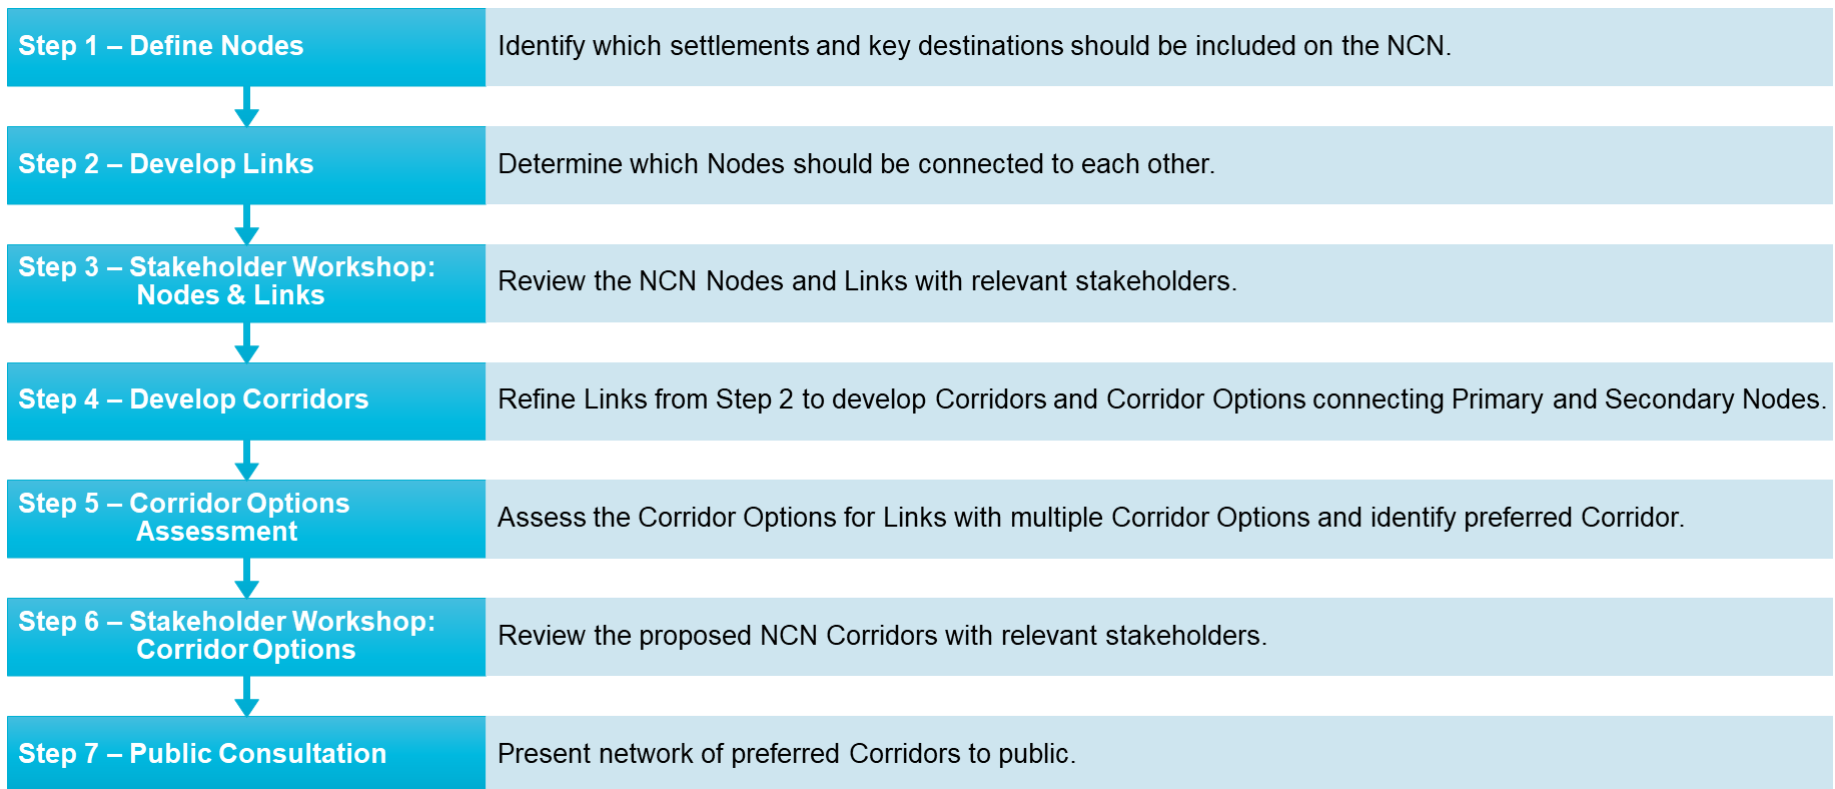 Step 1 – Define Nodes
Identify which settlements and key destinations should be included on the NCN.
Step 2 – Develop Links
Determine which Nodes should be connected to each other.
Step 3 – Stakeholder Workshop:
Nodes & Links
Review the NCN Nodes and Links with relevant stakeholders.
Step 4 – Develop Corridors
Refine Links from Step 2 to develop Corridors and Corridor Options connecting Primary and Secondary Nodes.
Step 5 – Corridor Options
Assessment
Assess the Corridor Options for Links with multiple Corridor Options and identify preferred Corridor.
Step 6 – Stakeholder Workshop:
Corridor Options
Review the proposed NCN Corridors with relevant stakeholders.
Step 7 – Public Consultation
Present network of preferred Corridors to public.